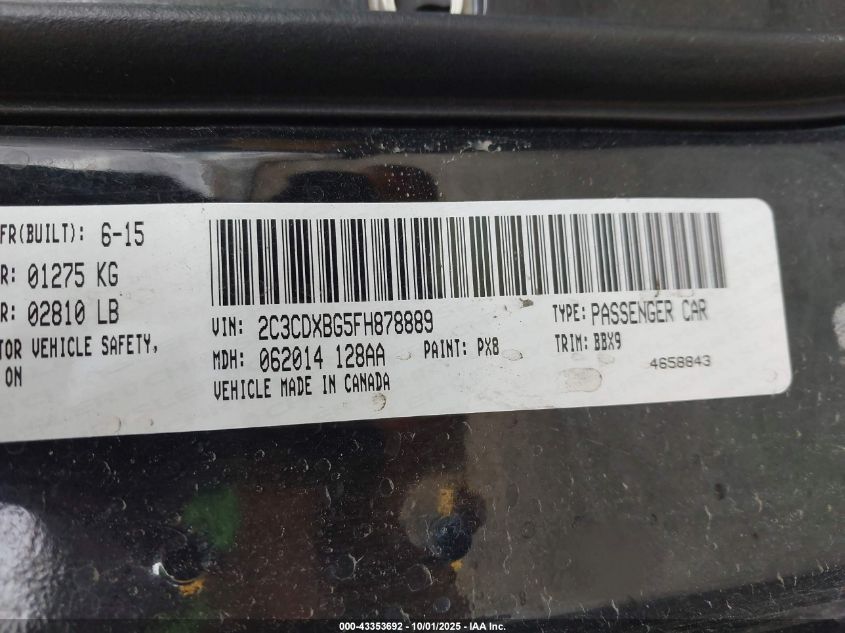 FR(BUILT): 6-15
R: 01275 KG
R: 02810 LB
TOR VEHICLE SAFETY,
ON
VIN: 2C3CDXBG5FH878889
TYPE: PASSENGER CAR
MDH: 062014 128AA PAINT: PX8 TRIM: BBX9
VEHICLE MADE IN CANADA
4658843
000-43353692 - 10/01/2025 - IAA Inc.